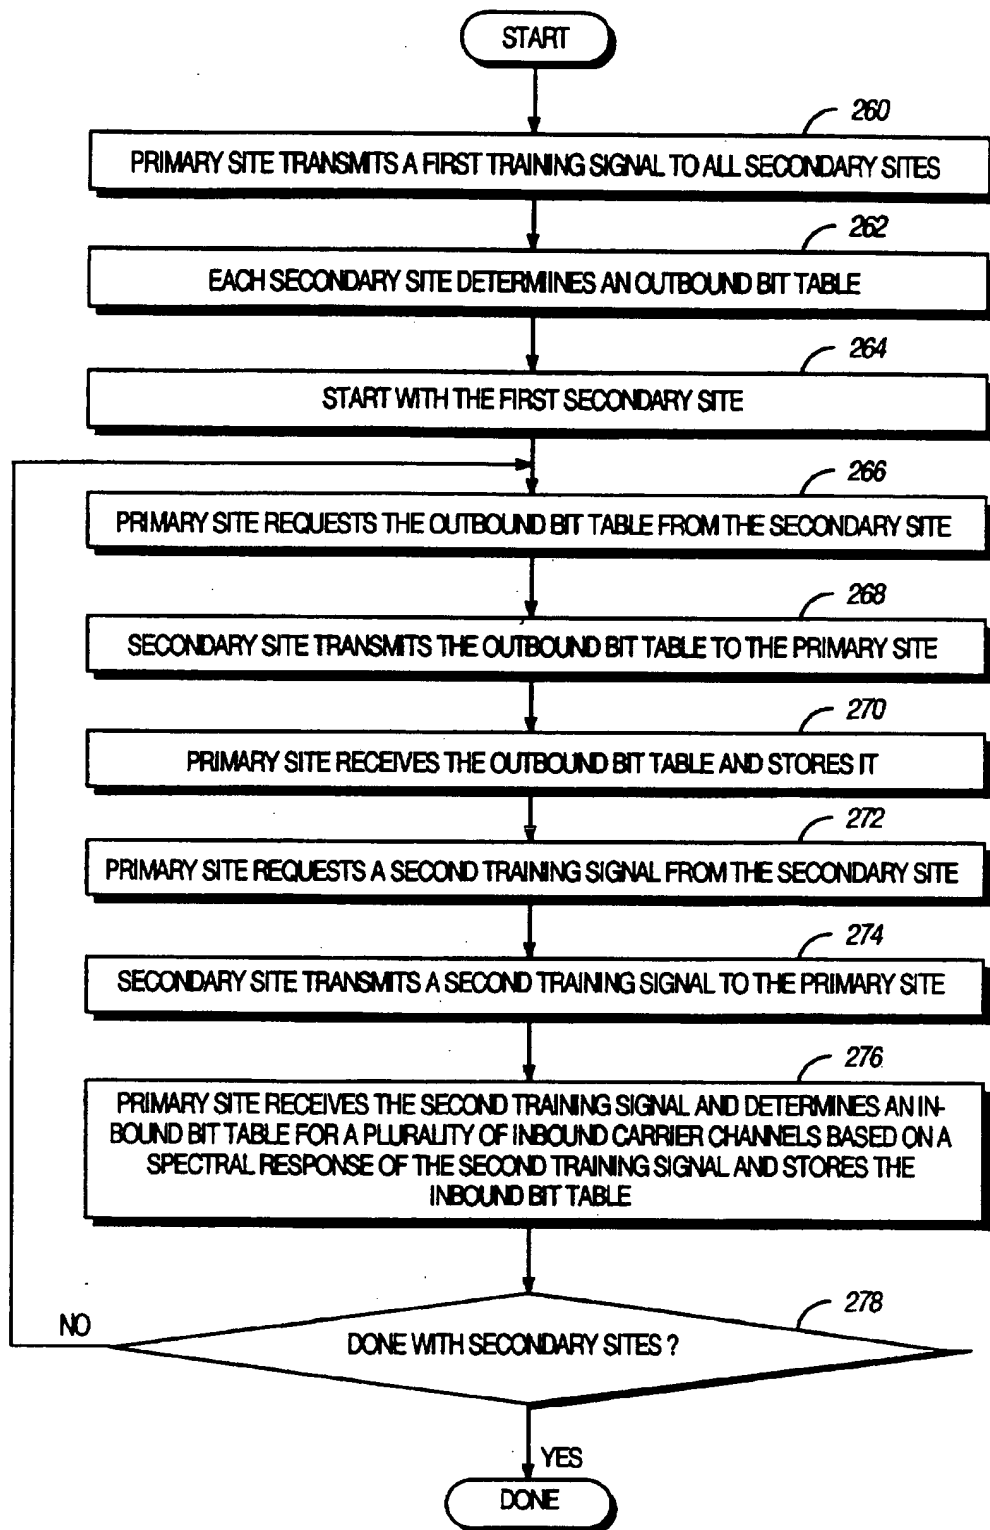 START
260
PRIMARY SITE TRANSMITS A FIRST TRAINING SIGNAL TO ALL SECONDARY SITES
262
EACH SECONDARY SITE DETERMINES AN OUTBOUND BIT TABLE
264
START WITH THE FIRST SECONDARY SITE
266
PRIMARY SITE REQUESTS THE OUTBOUND BIT TABLE FROM THE SECONDARY SITE
268
SECONDARY SITE TRANSMITS THE OUTBOUND BIT TABLE TO THE PRIMARY SITE
270
PRIMARY SITE RECEIVES THE OUTBOUND BIT TABLE AND STORES IT
272
PRIMARY SITE REQUESTS A SECOND TRAINING SIGNAL FROM THE SECONDARY SITE
274
SECONDARY SITE TRANSMITS A SECOND TRAINING SIGNAL TO THE PRIMARY SITE
276
PRIMARY SITE RECEIVES THE SECOND TRAINING SIGNAL AND DETERMINES AN IN-
BOUND BIT TABLE FOR A PLURALITY OF INBOUND CARRIER CHANNELS BASED ON A
SPECTRAL RESPONSE OF THE SECOND TRAINING SIGNAL AND STORES THE
INBOUND BIT TABLE
278
NO
DONE WITH SECONDARY SITES ?
YES
DONE